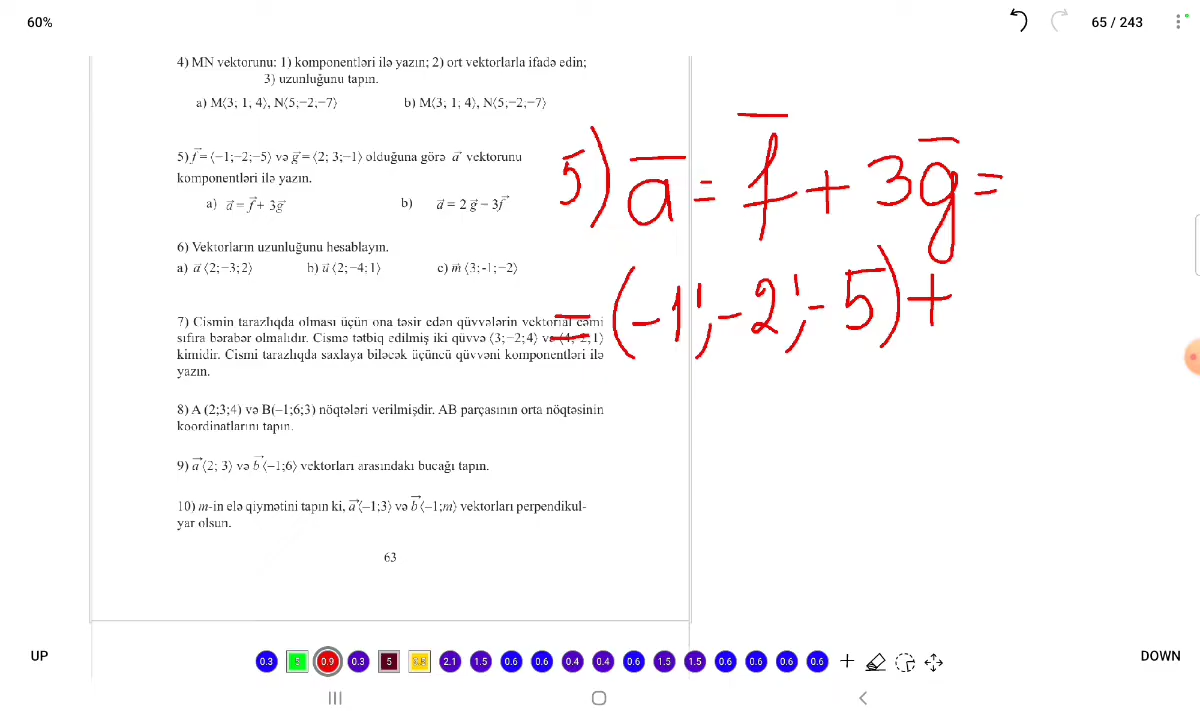 60%
65 / 243
4) MN vektorunu: 1) komponentləri ilə yazın; 2) ort vektorlarla ifadə edin;
3) uzunluğunu tapın.
a) M(3; 1, 4), N(5;−2,−7)
b) M(3; 1; 4), N(5;−2;−7)
5) f = (−1;−2;−5) və g = (2; 3;−1) olduğuna görə a vektorunu
komponentləri ilə yazın.
a) a = f + 3g
b) a = 2 g − 3f
6) Vektorların uzunluğunu hesablayın.
a) a (2;−3;2)
b) u (2;−4;1)
c) m (3;-1;−2)
7) Cismin tarazlıqda olması üçün ona təsir edən qüvvələrin vektorial cəmi
sıfıra bərabər olmalıdır. Cismə tətbiq edilmiş iki qüvvə (3;−2;4) və (4;-2;1)
kimidir. Cismi tarazlıqda saxlaya biləcək üçüncü qüvvəni komponentləri ilə
yazın.
8) A (2;3;4) və B(−1;6;3) nöqtələri verilmişdir. AB parçasının orta nöqtəsinin
koordinatlarını tapın.
9) a (2; 3) və b (−1;6) vektorları arasındakı bucağı tapın.
10) m-in elə qiymətini tapın ki, a (−1;3) və b (−1;m) vektorları perpendikul-
yar olsun.
63
5) a = f + 3g =
= (-1; -2; -5) +
UP
DOWN
0.3 5 0.9 0.3 5 2.1 1.5 0.6 0.6 0.4 0.4 0.6 1.5 1.5 0.6 0.6 0.6 0.6